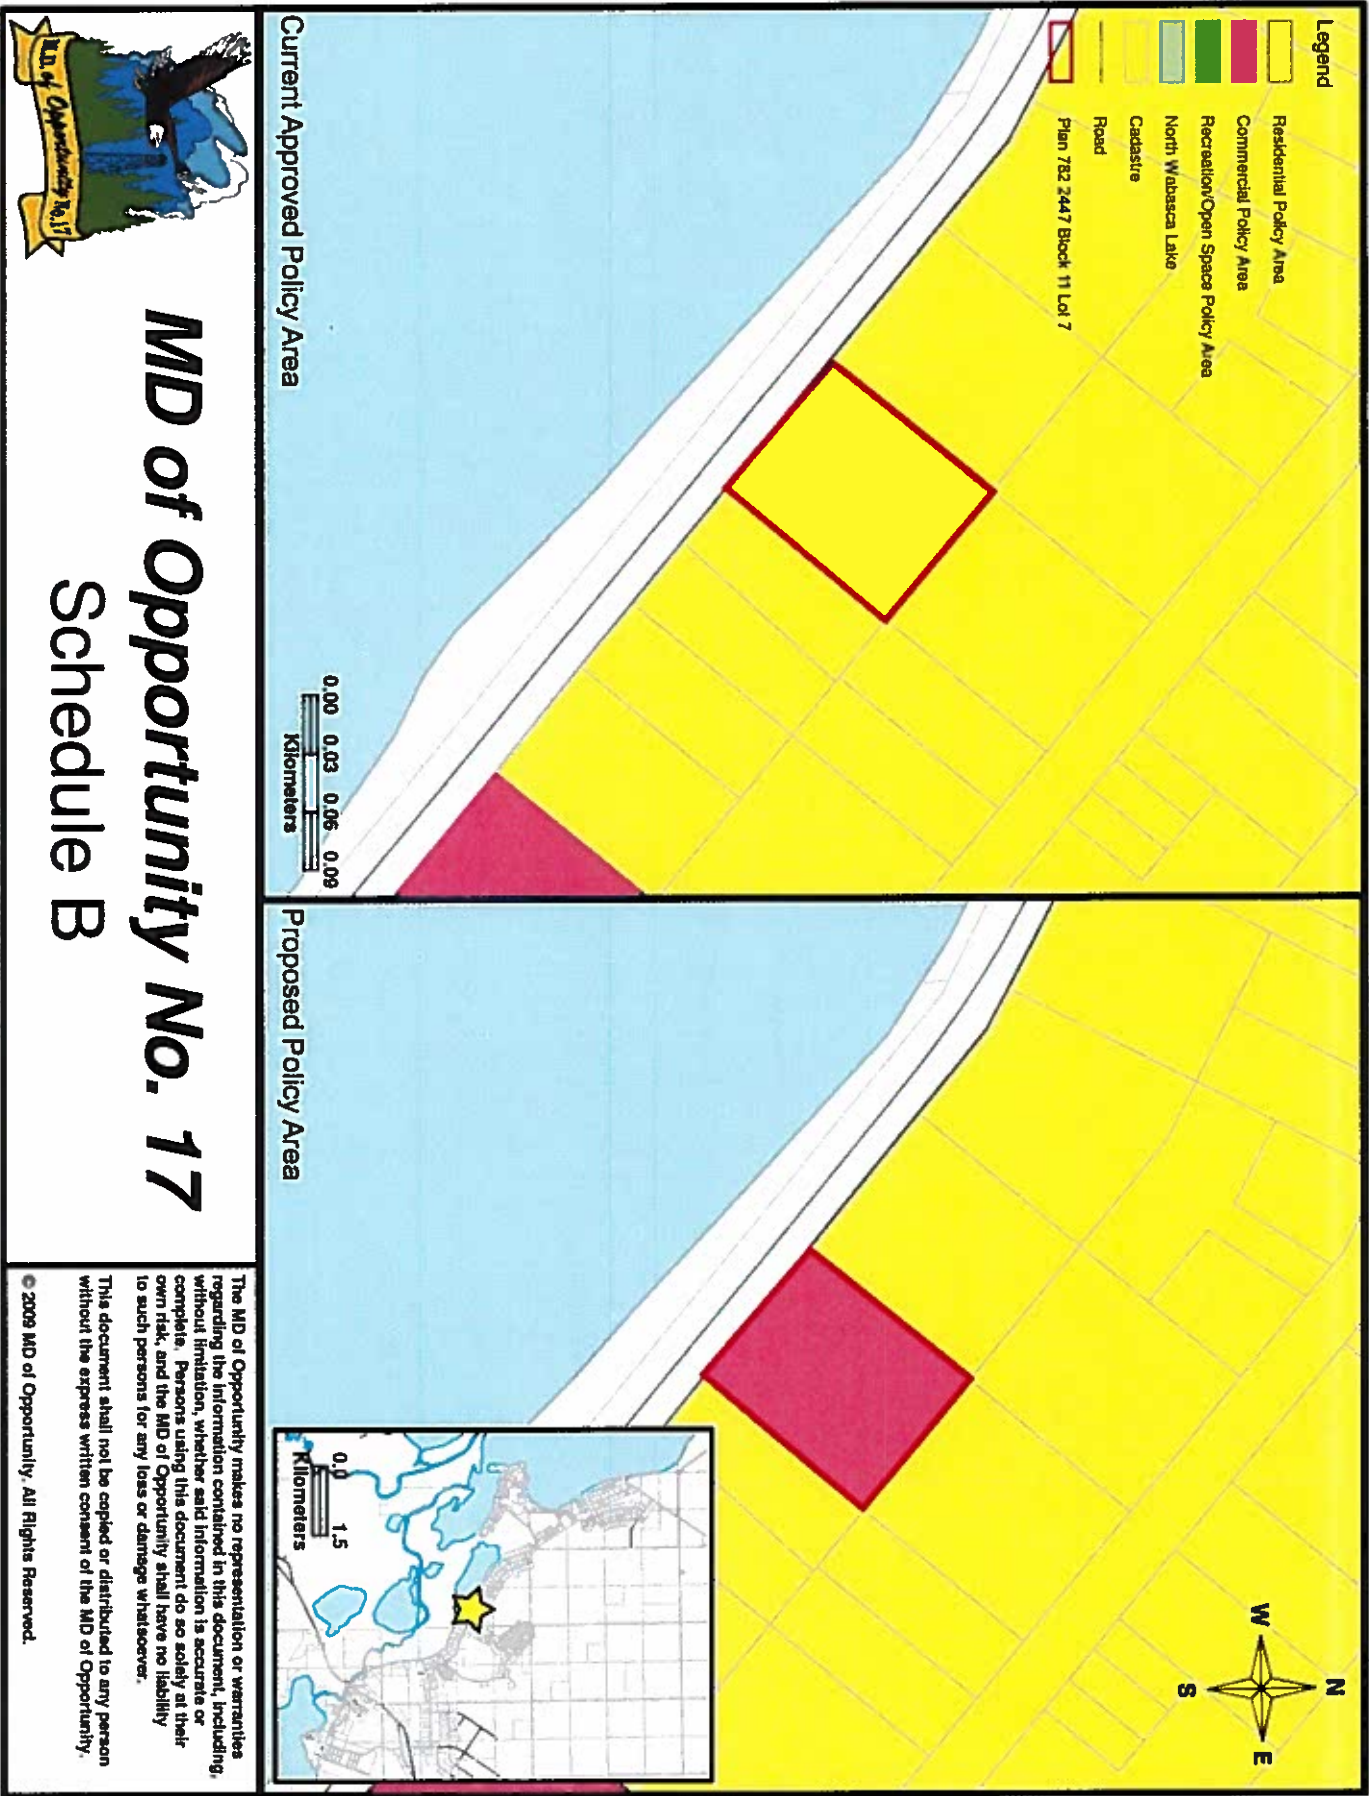 Legend
Residential Policy Area
Commercial Policy Area
Recreation/Open Space Policy Area
North Wabasca Lake
Cadastre
Road
Plan 782 2447 Block 11 Lot 7
Current Approved Policy Area
0.00 0.03 0.06 0.09
Kilometers
Proposed Policy Area
N
W
E
S
0.0 1.5
Kilometers
M.D. of Opportunity No.17
MD of Opportunity No. 17
Schedule B
The MD of Opportunity makes no representation or warranties
regarding the information contained in this document, including,
without limitation, whether said information is accurate or
complete. Persons using this document do so solely at their
own risk, and the MD of Opportunity shall have no liability
to such persons for any loss or damage whatsoever.
This document shall not be copied or distributed to any person
without the express written consent of the MD of Opportunity.
© 2009 MD of Opportunity, All Rights Reserved.